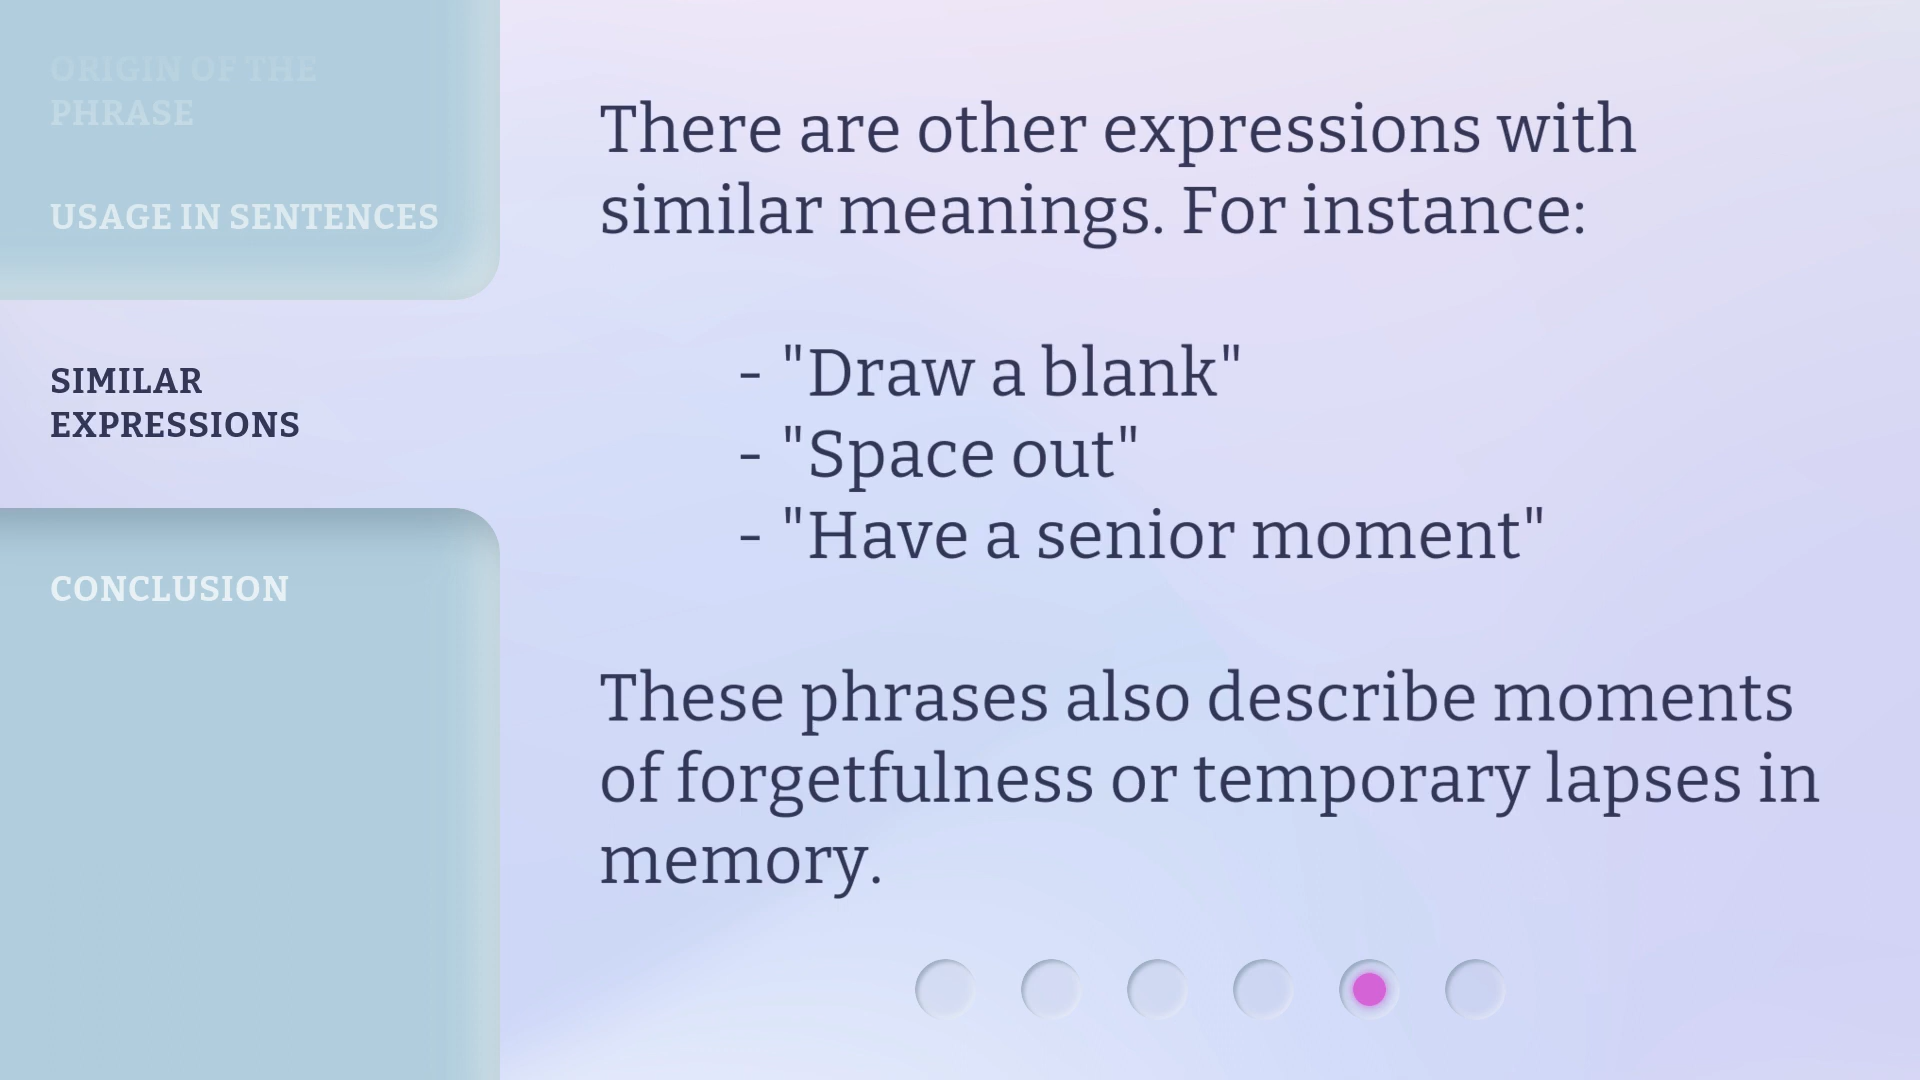 ORIGIN OF THE
PHRASE
USAGE IN SENTENCES
SIMILAR
EXPRESSIONS
CONCLUSION
There are other expressions with
similar meanings. For instance:
- "Draw a blank"
- "Space out"
- "Have a senior moment"
These phrases also describe moments
of forgetfulness or temporary lapses in
memory.